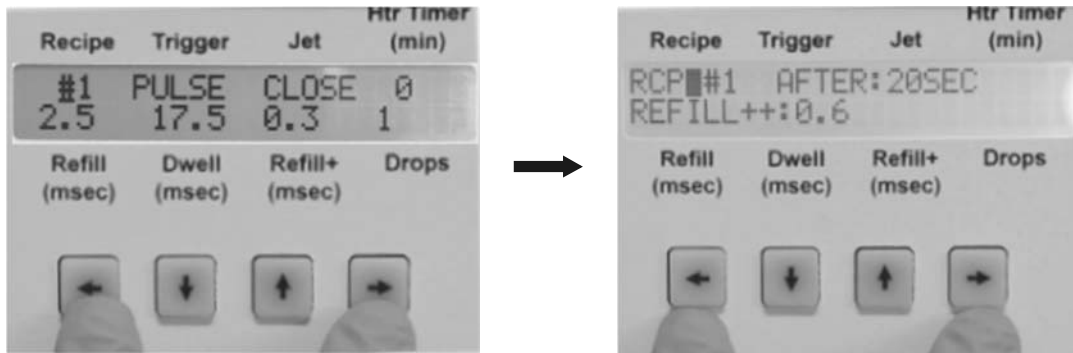 Htr Timer
Recipe Trigger Jet (min)
#1 PULSE CLOSE 0
2.5 17.5 0.3 1
Refill Dwell Refill+ Drops
(msec) (msec) (msec)
Htr Timer
Recipe Trigger Jet (min)
RCP #1 AFTER:20SEC
REFILL++:0.6
Refill Dwell Refill+ Drops
(msec) (msec) (msec)